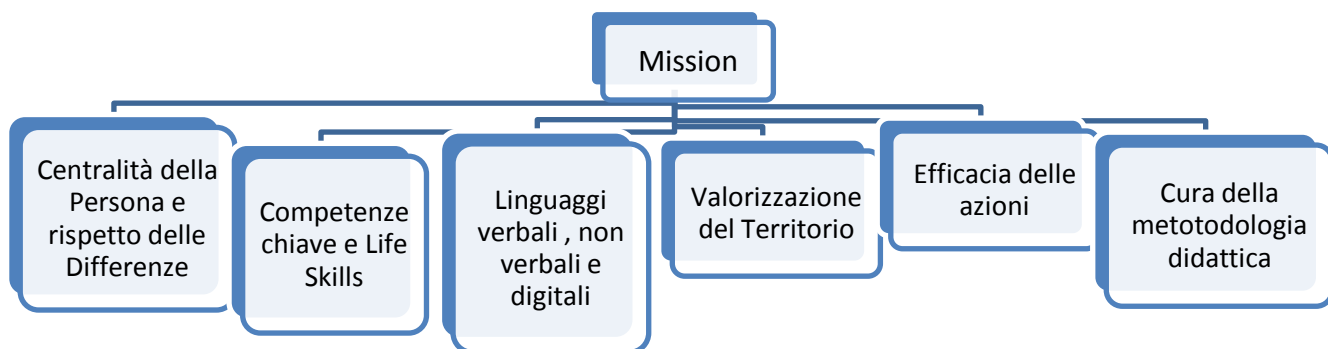 Mission
Centralità della
Persona e
rispetto delle
Differenze
Competenze
chiave e Life
Skills
Linguaggi
verbali , non
verbali e
digitali
Valorizzazione
del Territorio
Efficacia delle
azioni
Cura della
metotodologia
didattica